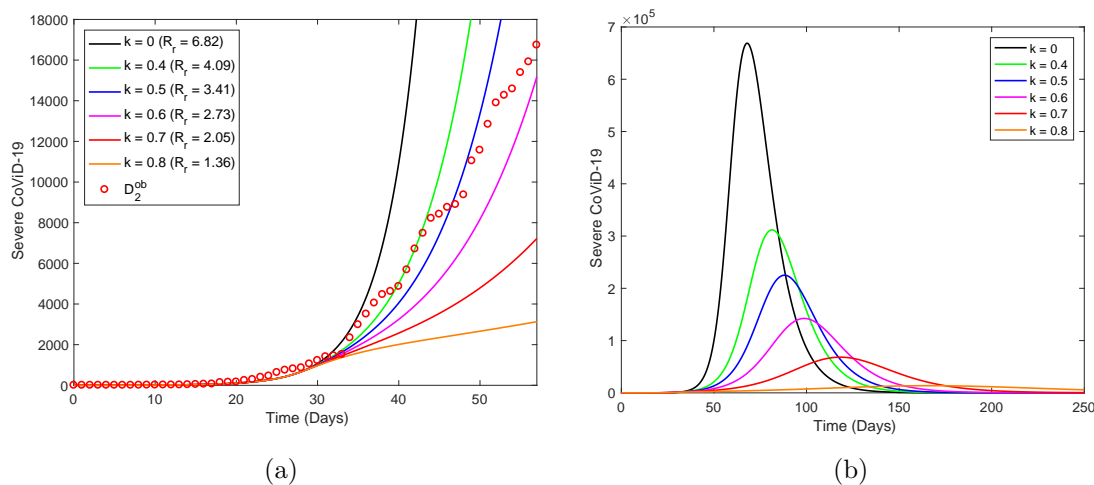 18000
16000
14000
12000
10000
8000
6000
4000
2000
0
Severe CoViD-19
k = 0 (R_r = 6.82)
k = 0.4 (R_r = 4.09)
k = 0.5 (R_r = 3.41)
k = 0.6 (R_r = 2.73)
k = 0.7 (R_r = 2.05)
k = 0.8 (R_r = 1.36)
D_2^ob
0 10 20 30 40 50
Time (Days)
(a)
×10^5
7
6
5
4
3
2
1
0
Severe CoViD-19
k = 0
k = 0.4
k = 0.5
k = 0.6
k = 0.7
k = 0.8
0 50 100 150 200 250
Time (Days)
(b)